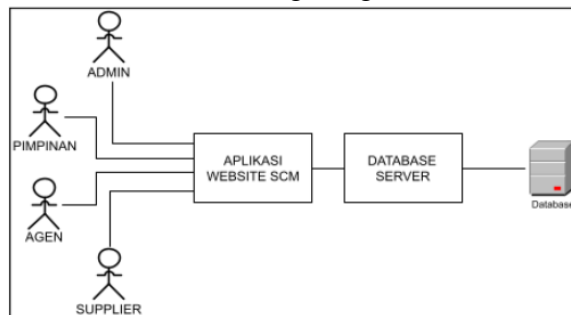 ADMIN
PIMPINAN
AGEN
SUPPLIER
APLIKASI
WEBSITE SCM
DATABASE
SERVER
Database